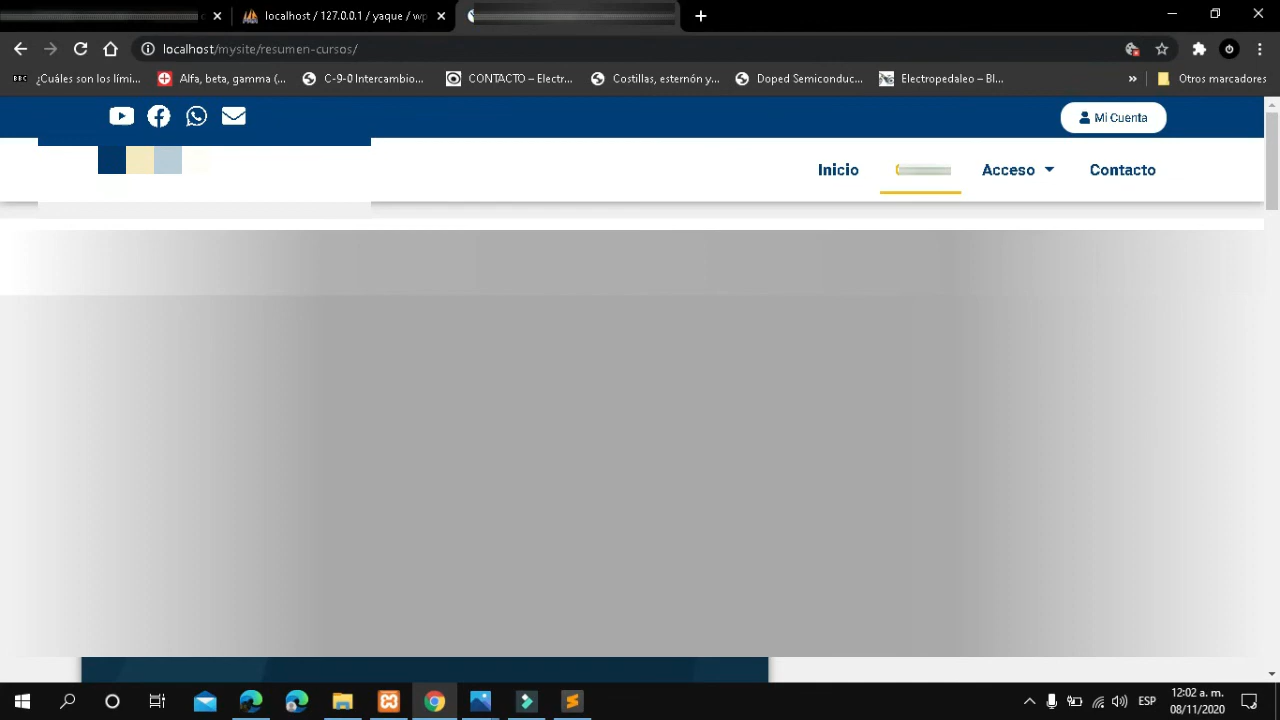 localhost / 127.0.0.1 / yaque / wp
localhost/mysite/resumen-cursos/
BBC ¿Cuáles son los lími... Alfa, beta, gamma (... C-9-0 Intercambio... CONTACTO – Electr... Costillas, esternón y... Doped Semiconduc... Electropedaleo – Bl... » Otros marcadores
Mi Cuenta
Inicio Acceso Contacto
ESP
12:02 a. m.
08/11/2020